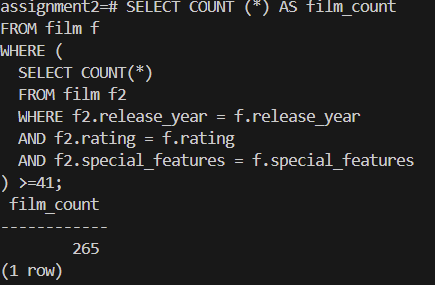 assignment2=# SELECT COUNT (*) AS film_count
FROM film f
WHERE (
  SELECT COUNT(*)
  FROM film f2
  WHERE f2.release_year = f.release_year
  AND f2.rating = f.rating
  AND f2.special_features = f.special_features
) >=41;
 film_count
------------
        265
(1 row)